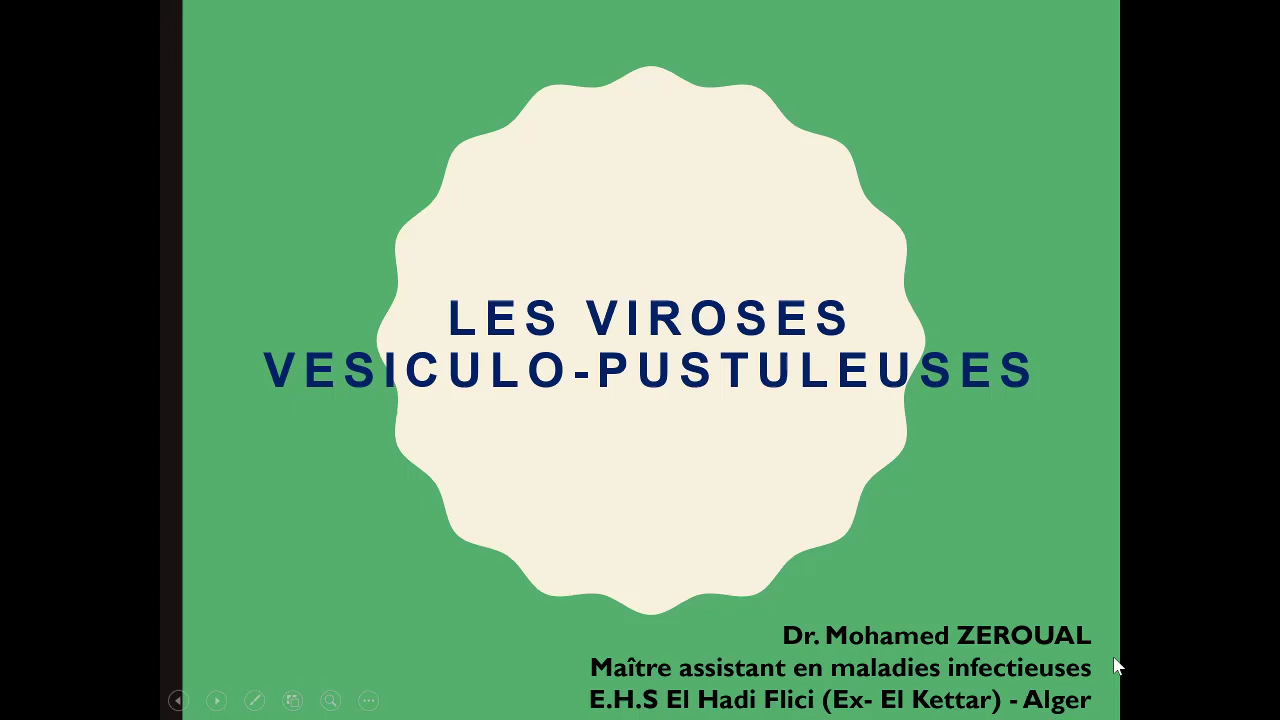 LES VIROSES
VESICULO-PUSTULEUSES
Dr. Mohamed ZEROUAL
Maître assistant en maladies infectieuses
E.H.S El Hadi Flici (Ex- El Kettar) - Alger